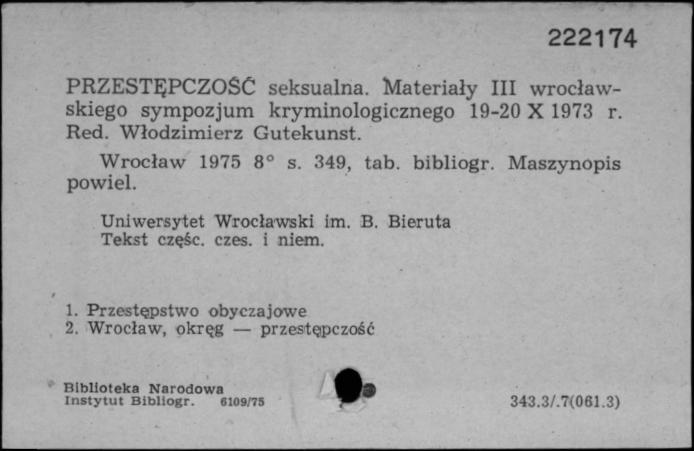 222174
PRZESTĘPCZOŚĆ seksualna. Materiały III wrocław-
skiego sympozjum kryminologicznego 19-20 X 1973 r.
Red. Włodzimierz Gutekunst.
Wrocław 1975 8° s. 349, tab. bibliogr. Maszynopis
powiel.
Uniwersytet Wrocławski im. B. Bieruta
Tekst częśc. czes. i niem.
1. Przestępstwo obyczajowe
2. Wrocław, okręg — przestępczość
Biblioteka Narodowa
Instytut Bibliogr. 6109/75
343.3/.7(061.3)